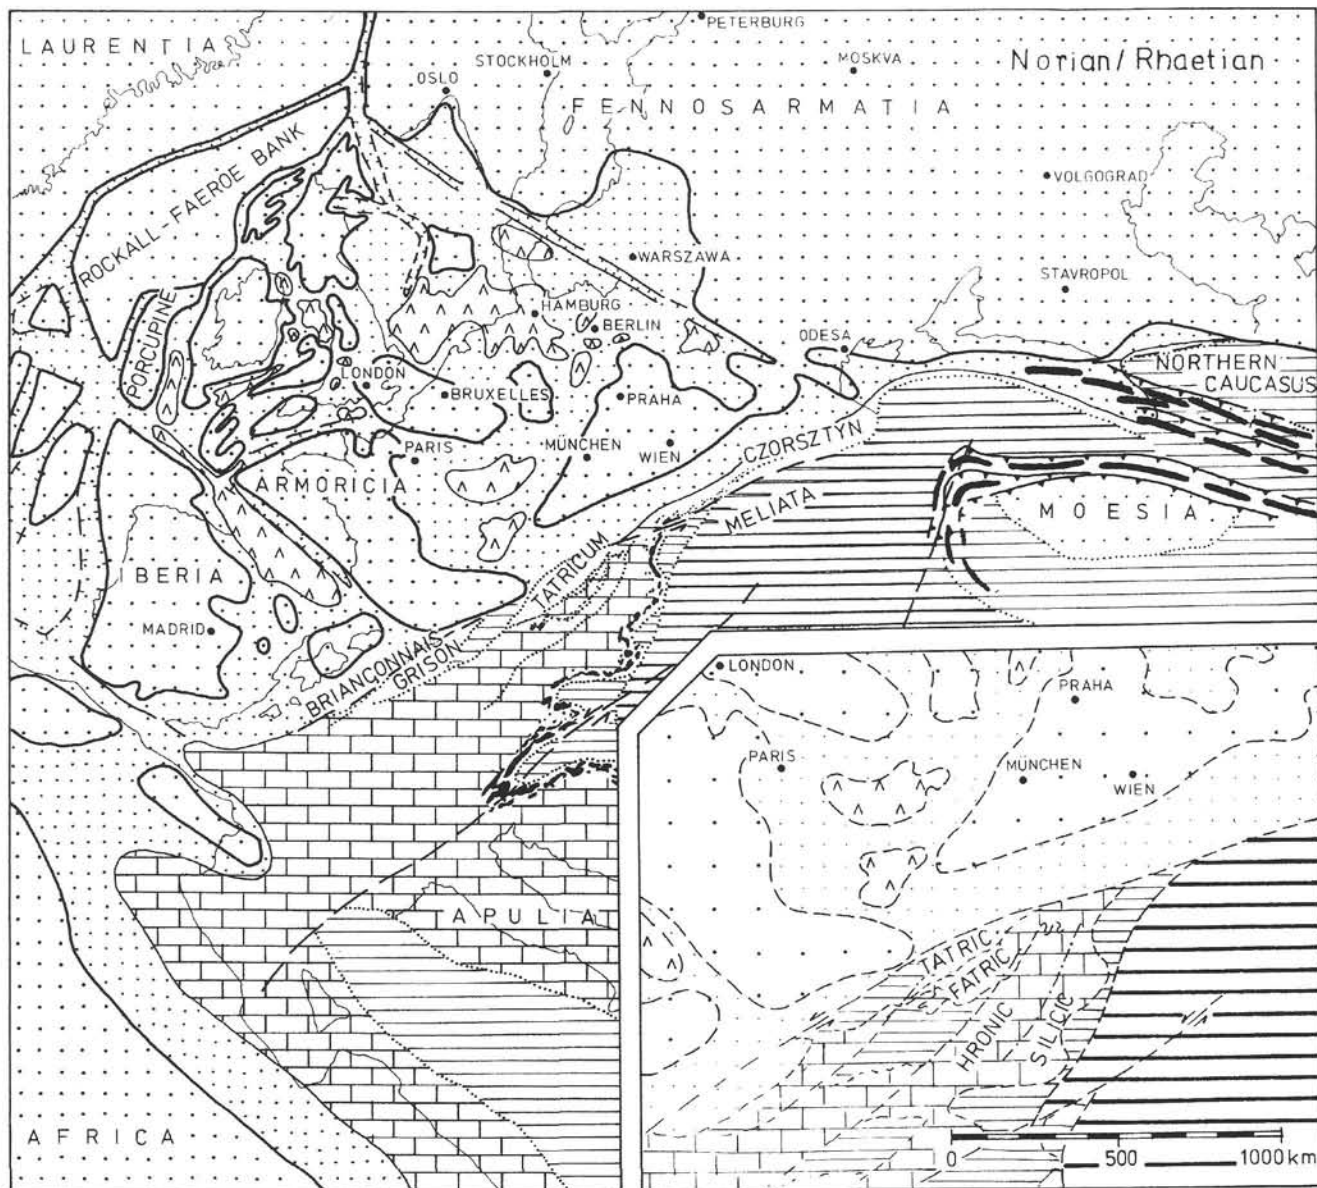 PETERBURG
LAURENTIA
STOCKHOLM
MOSKVA
Norian/Rhaetian
OSLO
FENNOSARMATIA
ROCKALL-FAEROE BANK
VOLGOGRAD
WARSZAWA
STAVROPOL
HAMBURG
BERLIN
PORCUPINE
ODESA
NORTHERN
CAUCASUS
LONDON
BRUXELLES
PRAHA
PARIS
MÜNCHEN
WIEN
CZORSZTYN
ARMORICIA
MELIATA
MOESIA
IBERIA
TATRICUM
MADRID
BRIANCONNAIS
GRISON
LONDON
PRAHA
PARIS
MÜNCHEN
WIEN
APULIA
TATRIC
FATRIC
HRONIC
SILICIC
AFRICA
0 500 1000 km